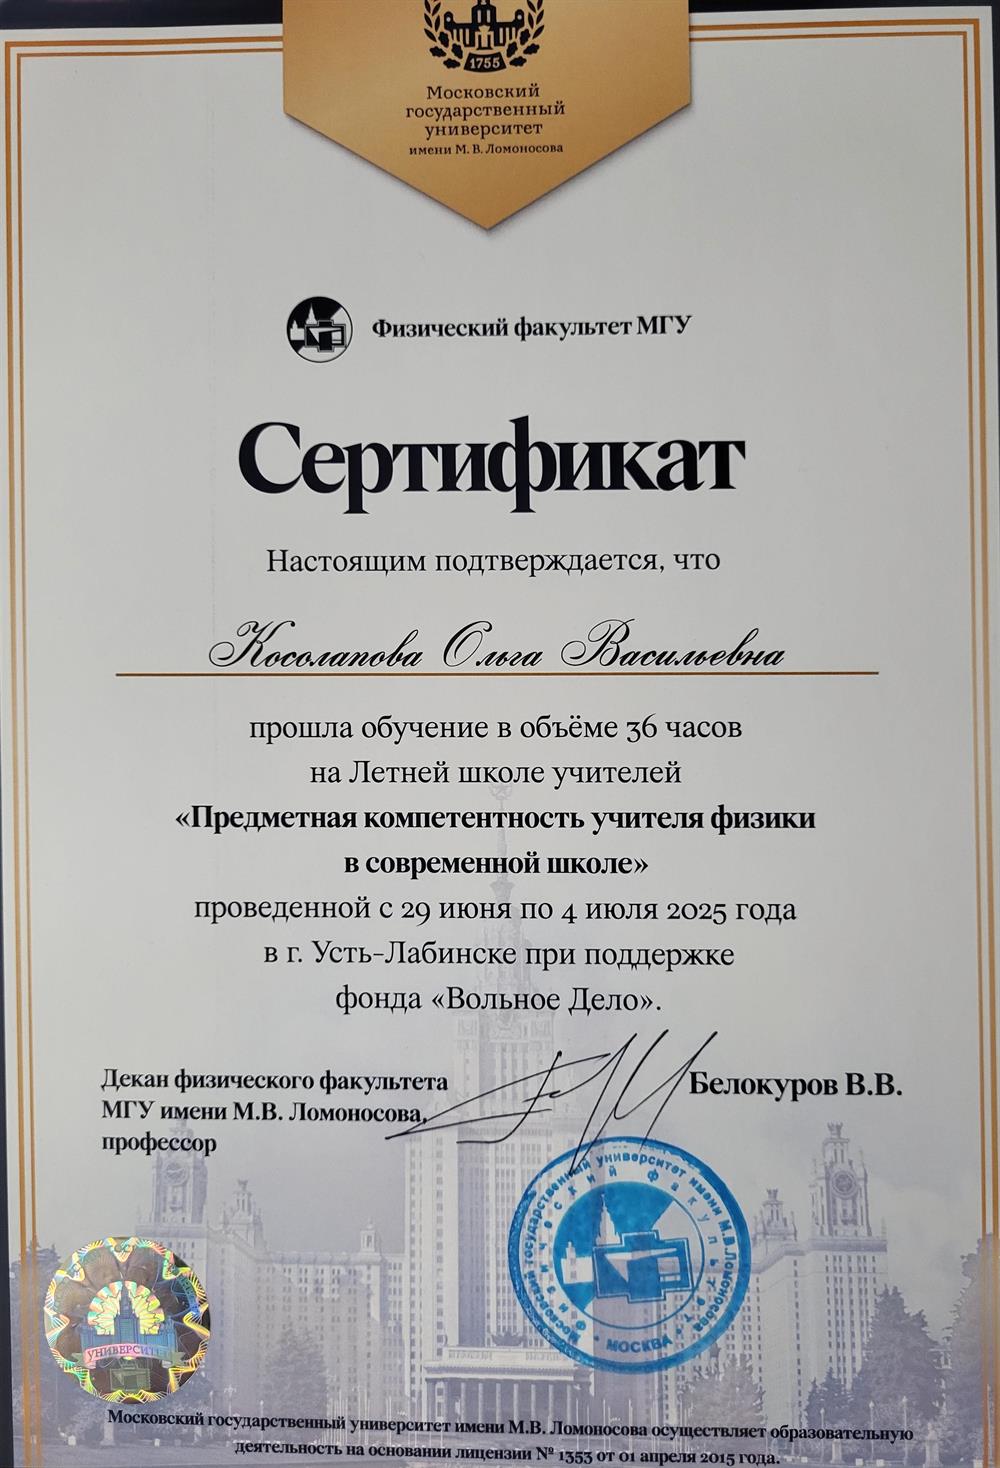 1755
Московский
государственный
университет
имени М. В. Ломоносова
Физический факультет МГУ
Сертификат
Настоящим подтверждается, что
Косолапова Ольга Васильевна
прошла обучение в объёме 36 часов
на Летней школе учителей
«Предметная компетентность учителя физики
в современной школе»
проведенной с 29 июня по 4 июля 2025 года
в г. Усть-Лабинске при поддержке
фонда «Вольное Дело».
Декан физического факультета
МГУ имени М.В. Ломоносова,
профессор
Белокуров В.В.
Московский государственный университет имени М.В.Ломоносова
Физический факультет
МОСКВА
УНИВЕРСИТЕТ
Московский государственный университет имени М.В. Ломоносова осуществляет образовательную
деятельность на основании лицензии № 1353 от 01 апреля 2015 года.